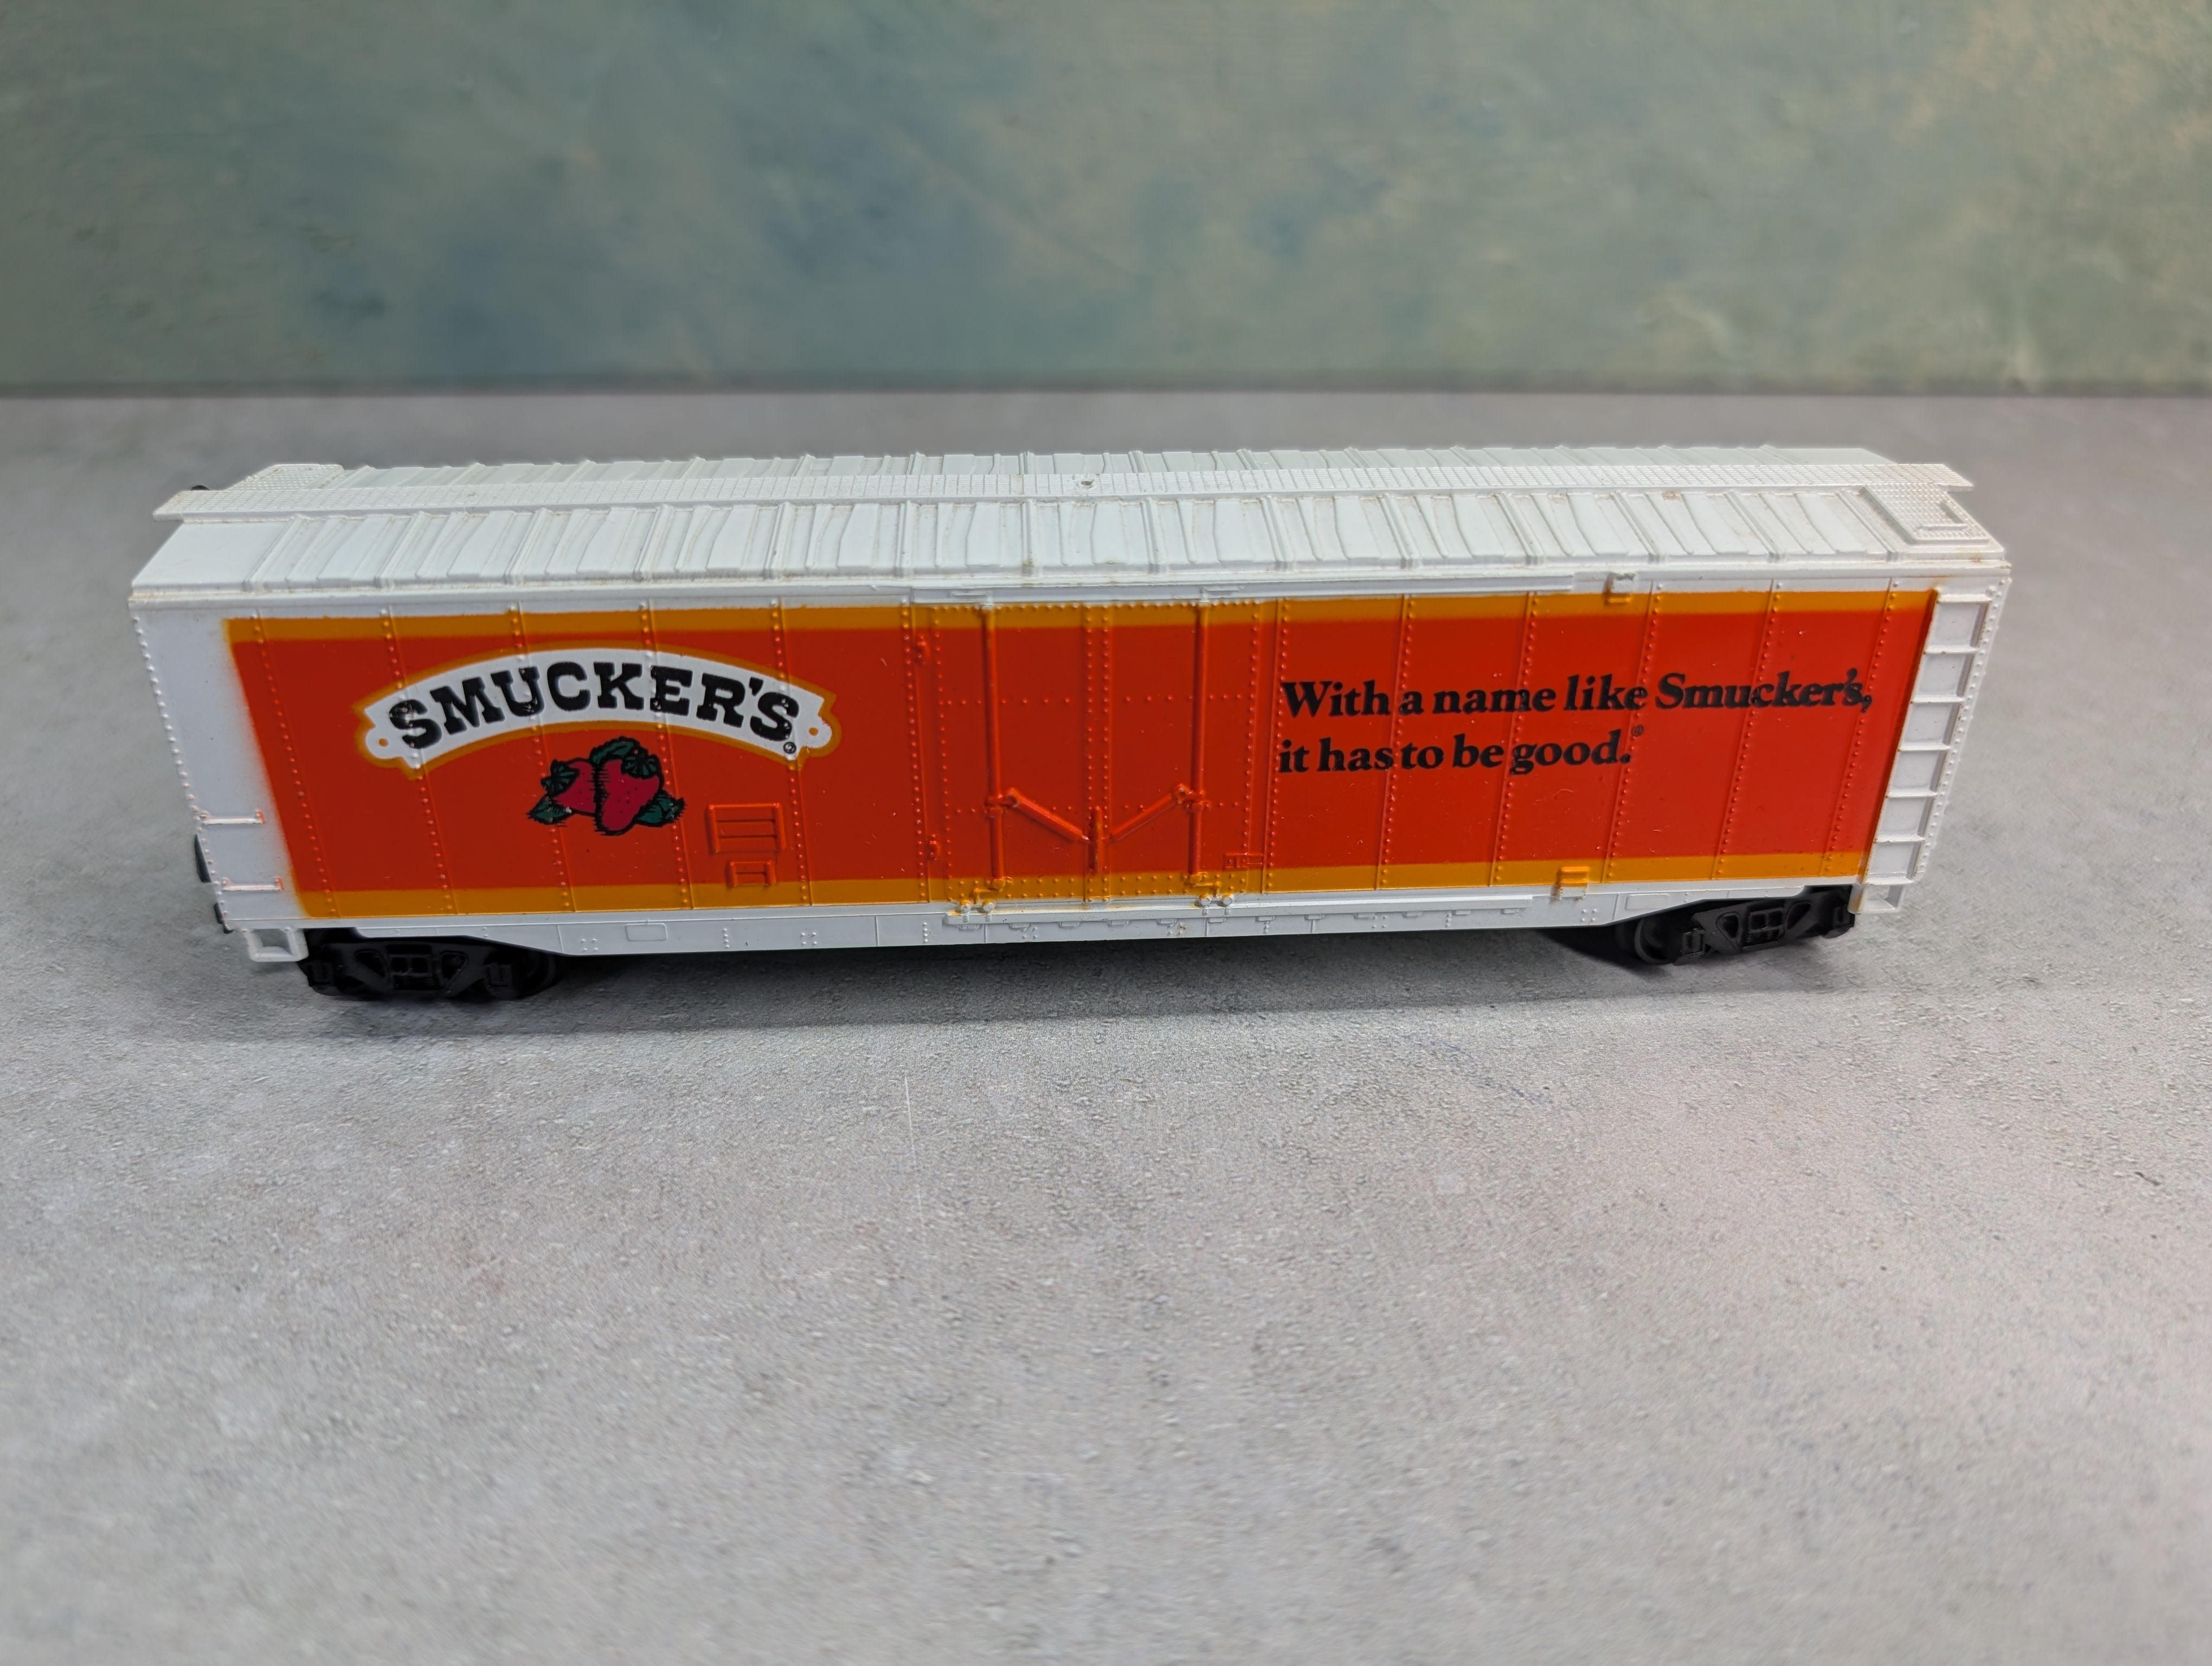 SMUCKER'S®
With a name like Smucker's,
it has to be good.®